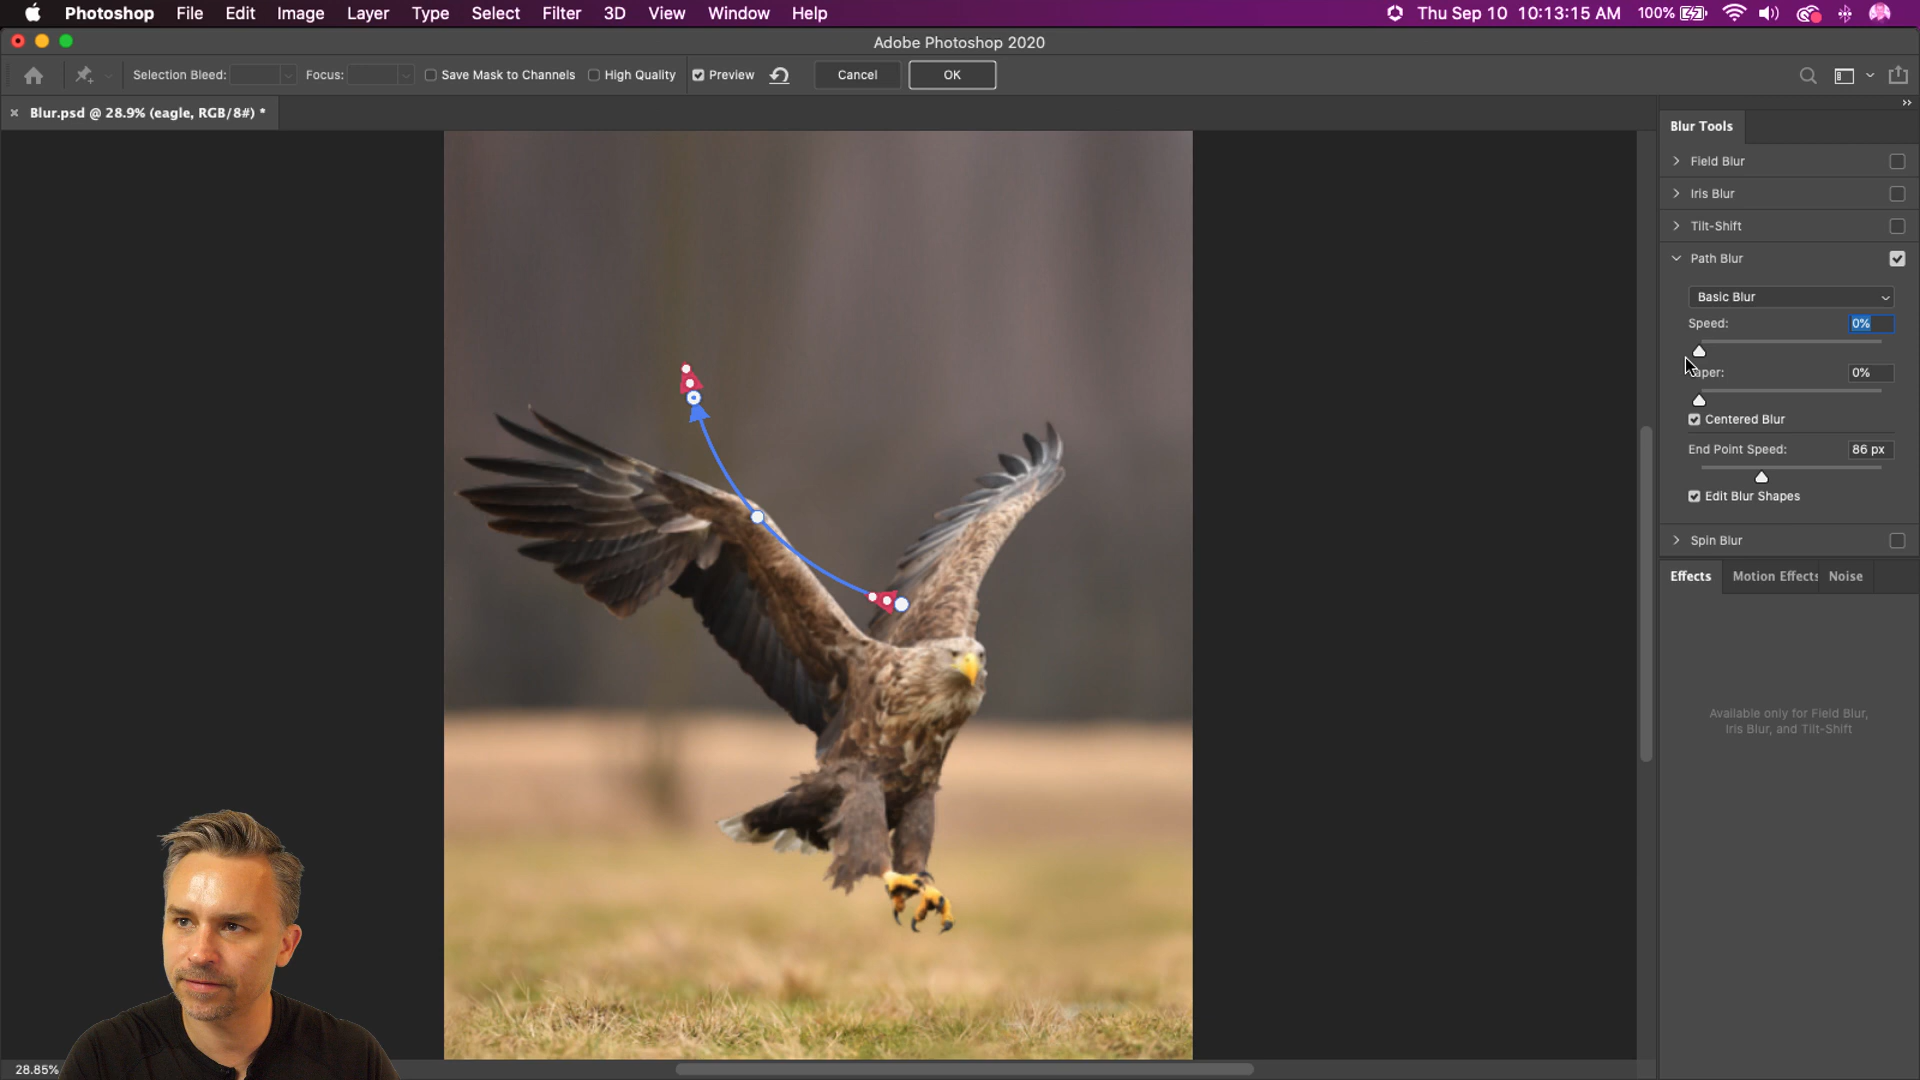 Photoshop File Edit Image Layer Type Select Filter 3D View Window Help Thu Sep 10 10:13:15 AM 100%
Adobe Photoshop 2020
Selection Bleed: Focus: Save Mask to Channels High Quality Preview Cancel OK
Blur.psd @ 28.9% (eagle, RGB/8#) *
Blur Tools
Field Blur
Iris Blur
Tilt-Shift
Path Blur
Basic Blur
Speed: 0%
aper: 0%
Centered Blur
End Point Speed: 86 px
Edit Blur Shapes
Spin Blur
Effects Motion Effects Noise
Available only for Field Blur,
Iris Blur, and Tilt-Shift
28.85%